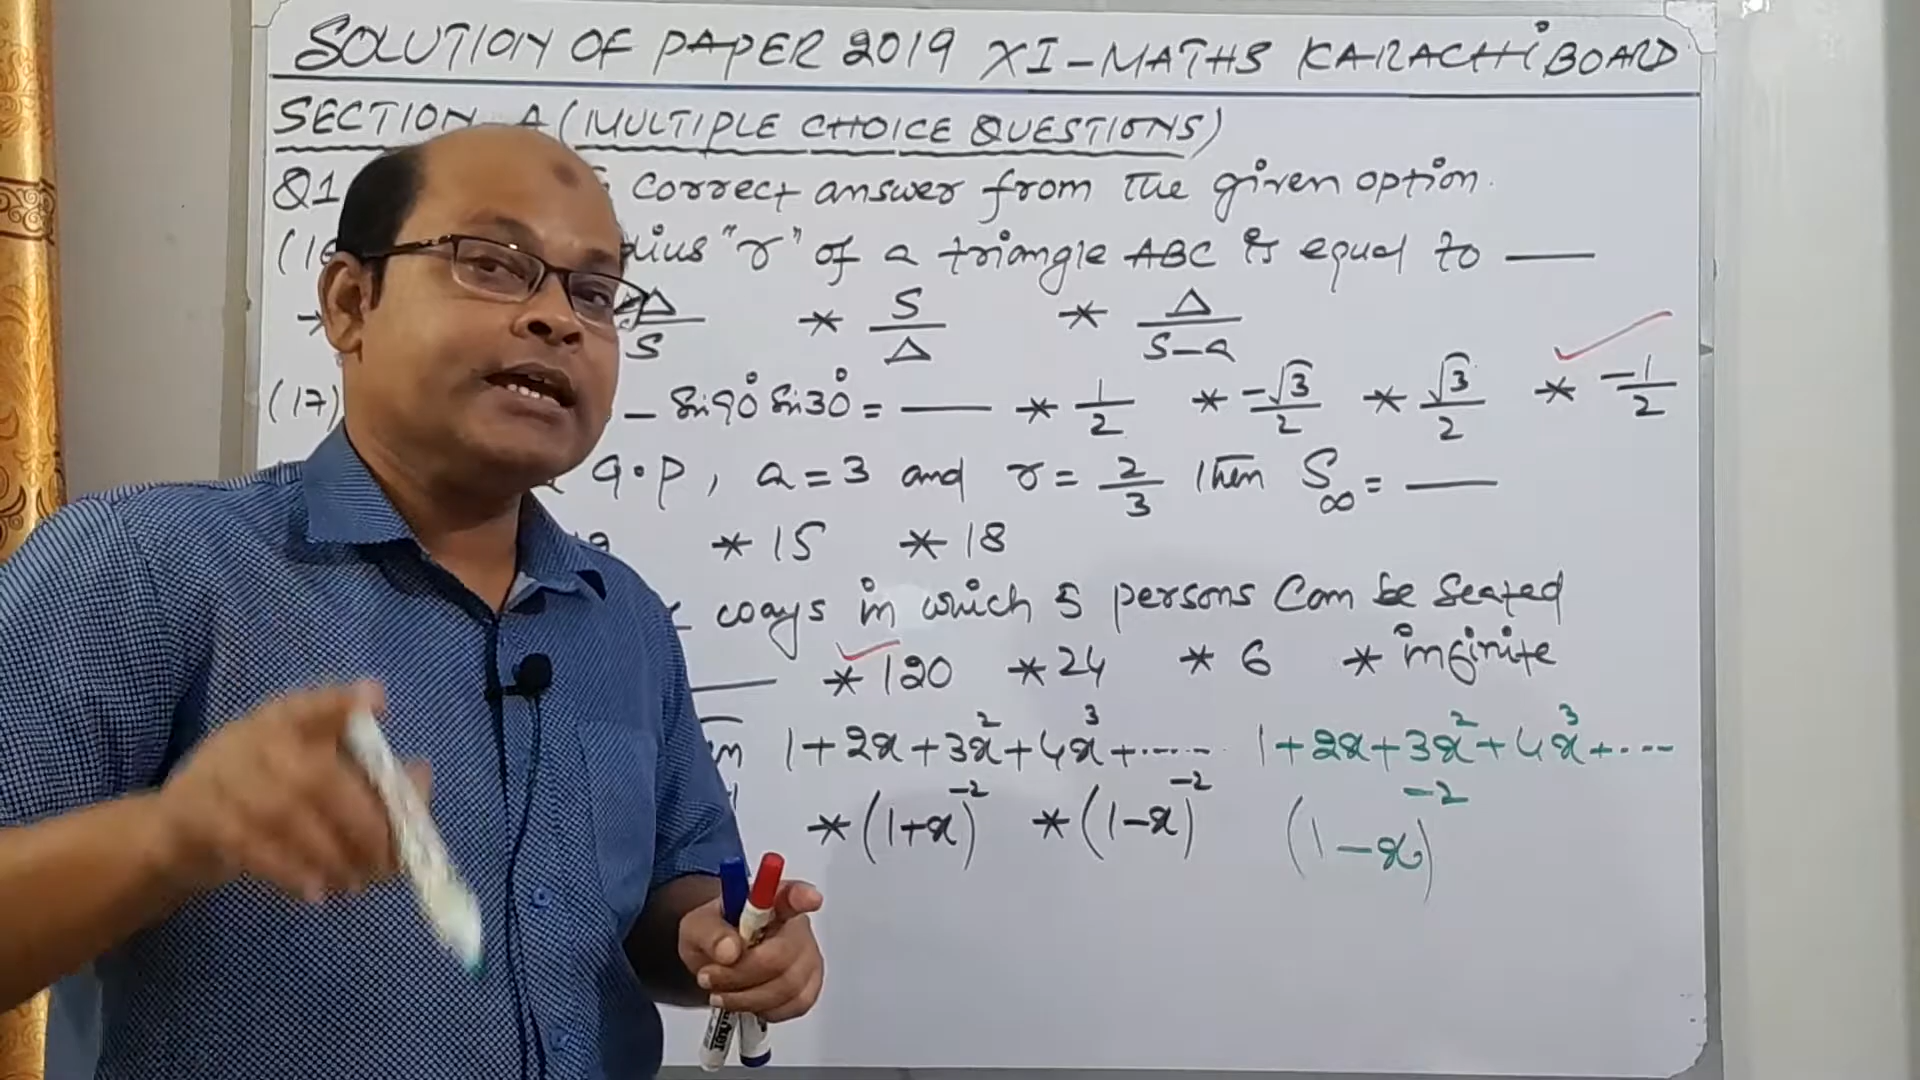 SOLUTION OF PAPER 2019 XI-MATHS KARACHI BOARD
SECTION A (MULTIPLE CHOICE QUESTIONS)
Q1 correct answer from the given option.
(16 "r" of a triangle ABC is equal to ___
* Δ/S * S/Δ * Δ/(S-a)
(17) - Sin90° Sin30° = ___ * 1/2 * -√3/2 * √3/2 * -1/2
G.P, a = 3 and r = 2/3 Then S∞ = ___
9 * 15 * 18
ways in which 5 persons Can be Seated
___ * 120 * 24 * 6 * infinite
1+2x+3x²+4x³+...... 1+2x+3x²+4x³+....
* (1+x)⁻² * (1-x)⁻² (1-x)⁻²